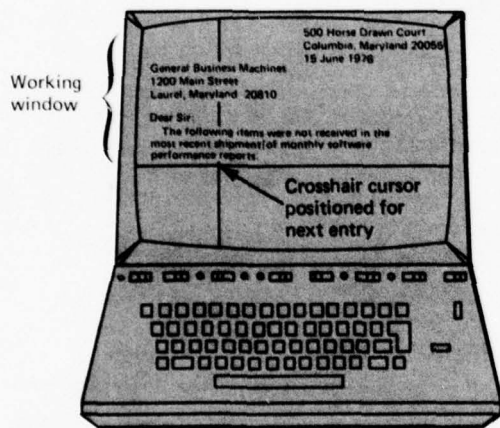 Working
window
500 Horse Drawn Court
Columbia, Maryland 20056
15 June 1976
General Business Machines
1200 Main Street
Laurel, Maryland 20810
Dear Sir:
The following items were not received in the
most recent shipment of monthly software
performance reports
Crosshair cursor
positioned for
next entry